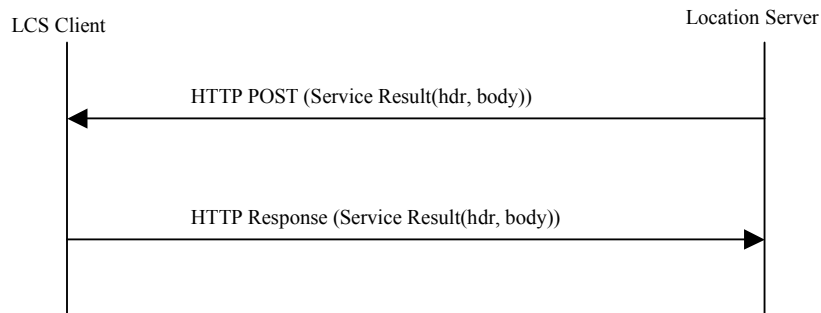 LCS Client
Location Server
HTTP POST (Service Result(hdr, body))
HTTP Response (Service Result(hdr, body))